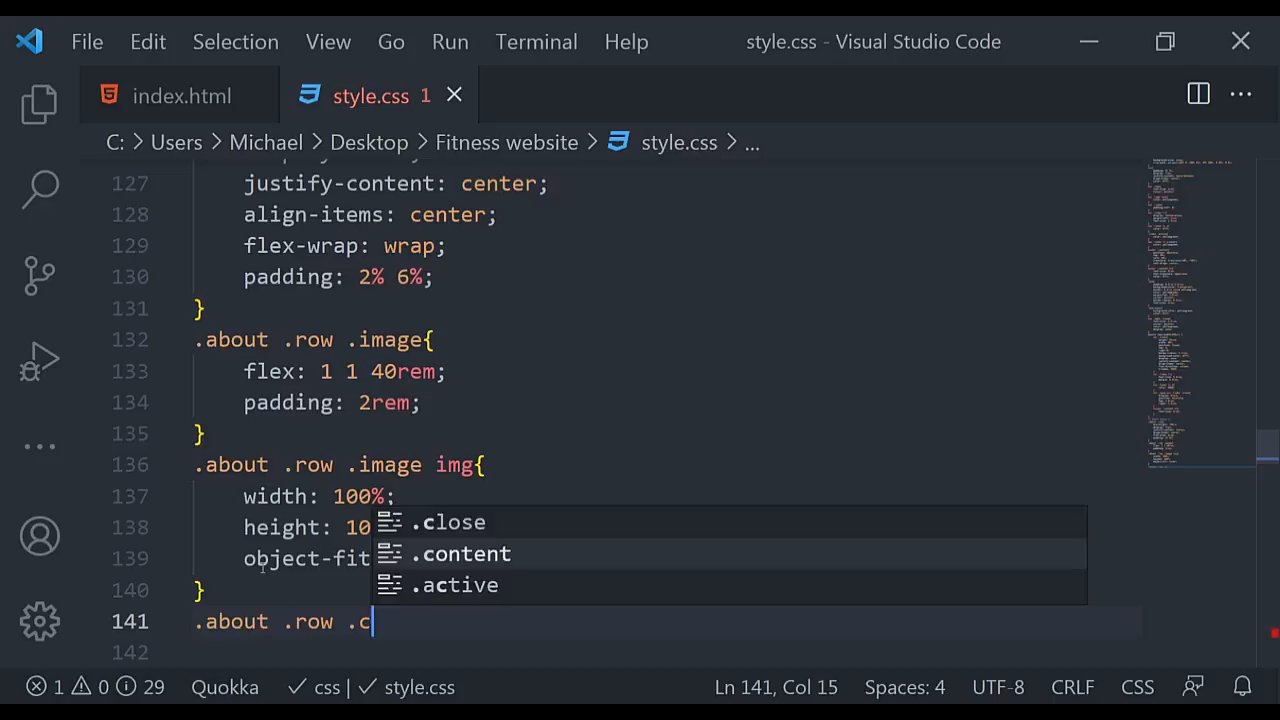 File Edit Selection View Go Run Terminal Help style.css - Visual Studio Code
index.html style.css 1
C: > Users > Michael > Desktop > Fitness website > style.css > ...
127 justify-content: center;
128 align-items: center;
129 flex-wrap: wrap;
130 padding: 2% 6%;
131 }
132 .about .row .image{
133 flex: 1 1 40rem;
134 padding: 2rem;
135 }
136 .about .row .image img{
137 width: 100%;
138 height: 10
.close
139 object-fit
.content
140 }
.active
141 .about .row .c
142
1 0 29 Quokka css | style.css Ln 141, Col 15 Spaces: 4 UTF-8 CRLF CSS